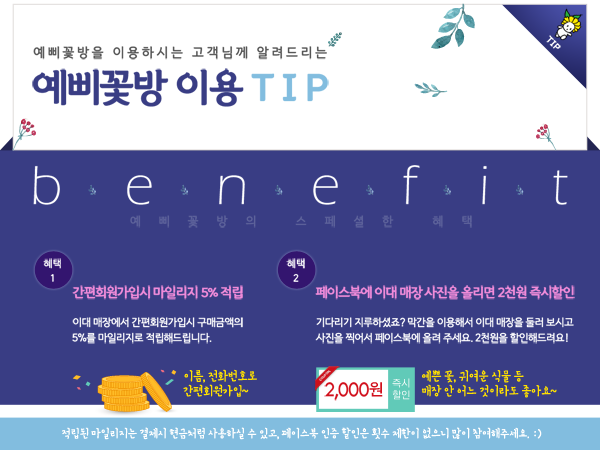 예삐꽃방을 이용하시는 고객님께 알려드리는
예삐꽃방 이용 TIP
TIP
benefit
예삐꽃방의 스페셜한 혜택
혜택
1
간편회원가입시 마일리지 5% 적립
이대 매장에서 간편회원가입시 구매금액의
5%를 마일리지로 적립해드립니다.
이름, 전화번호로
간편회원가입~
혜택
2
페이스북에 이대 매장 사진을 올리면 2천원 즉시할인
기다리기 지루하셨죠? 막간을 이용해서 이대 매장을 둘러 보시고
사진을 찍어서 페이스북에 올려 주세요. 2천원을 할인해드려요!
2,000원
즉시
할인
예쁜 꽃, 귀여운 식물 등
매장 안 어느 것이라도 좋아요~
적립된 마일리지는 결제시 현금처럼 사용하실 수 있고, 페이스북 인증 할인은 횟수 제한이 없으니 많이 참여해주세요. :)